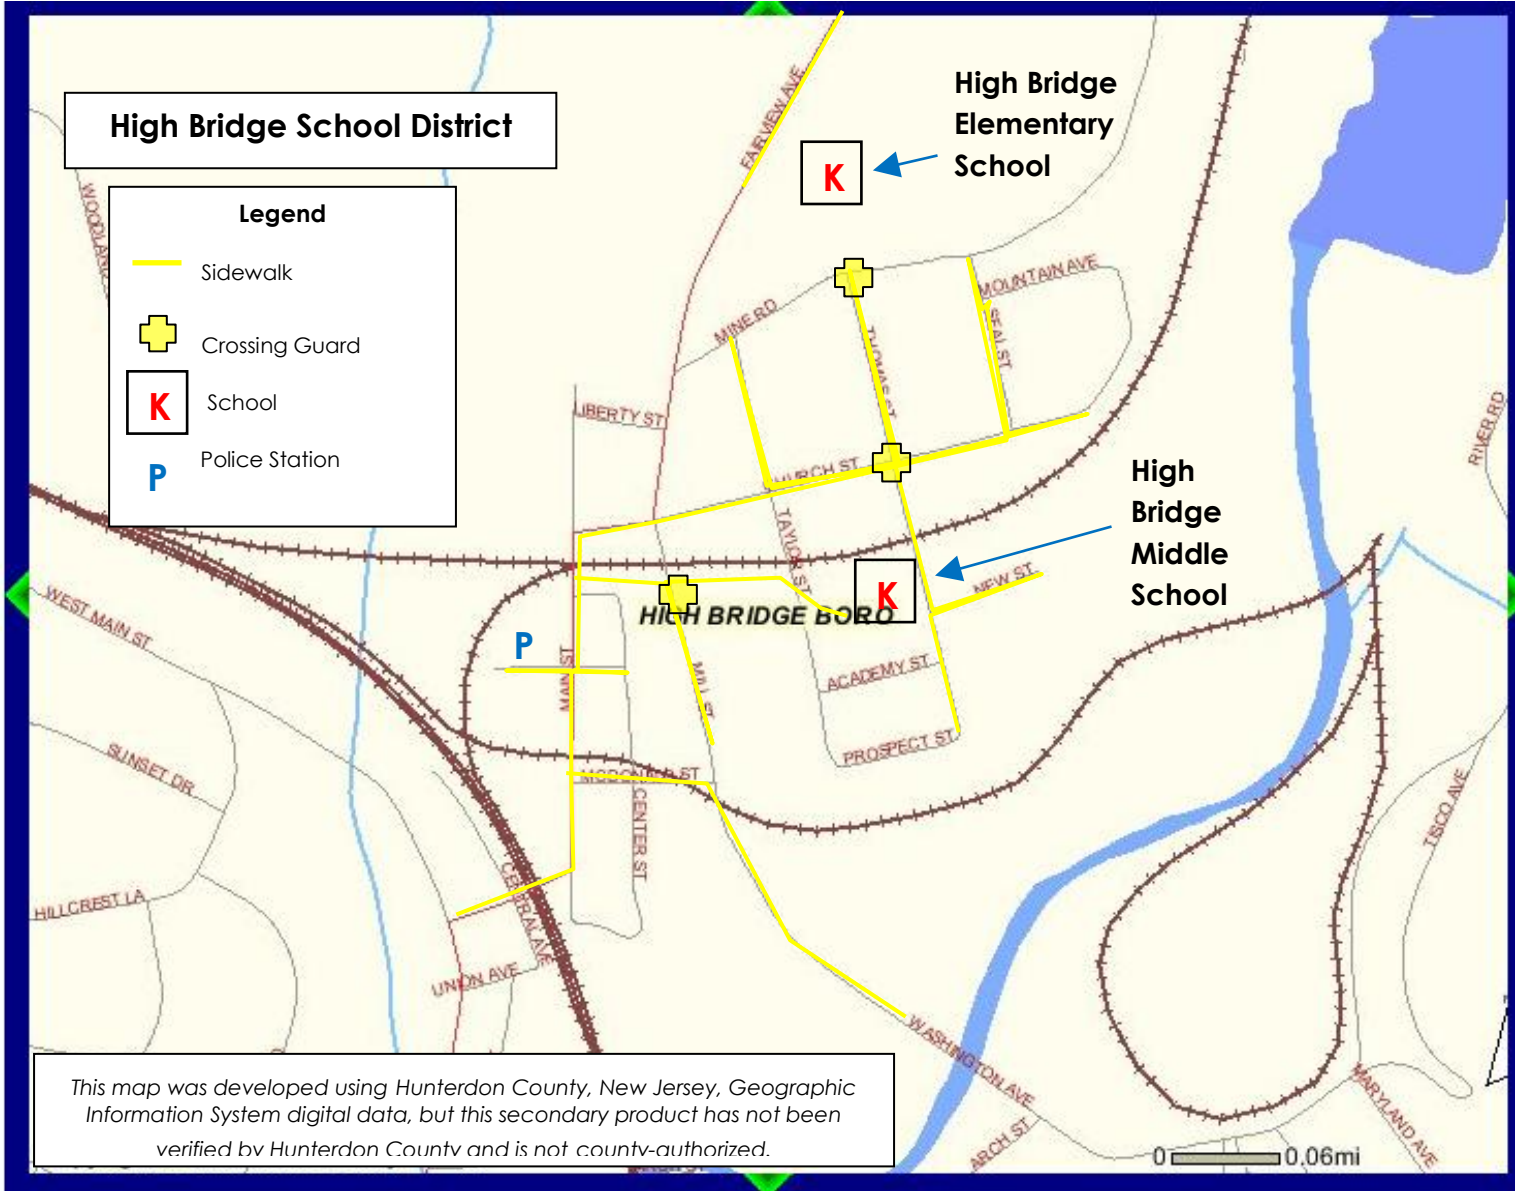 High Bridge School District
Legend
Sidewalk
Crossing Guard
K
School
P
Police Station
High Bridge
Elementary
School
K
FAIRVIEW AVE
MINE RD
THOMAS ST
MOUNTAIN AVE
SEAL ST
LIBERTY ST
CHURCH ST
TAYLOR ST
High
Bridge
Middle
School
K
NEW ST
HIGH BRIDGE BORO
P
MAIN ST
MILL ST
ACADEMY ST
PROSPECT ST
MCDONALD ST
CENTER ST
WEST MAIN ST
SUNSET DR
HILLCREST LA
CENTRAL AVE
UNION AVE
RIVER RD
TISCO AVE
WASHINGTON AVE
ARCH ST
MARYLAND AVE
This map was developed using Hunterdon County, New Jersey, Geographic
Information System digital data, but this secondary product has not been
verified by Hunterdon County and is not county-authorized.
0 0.06mi